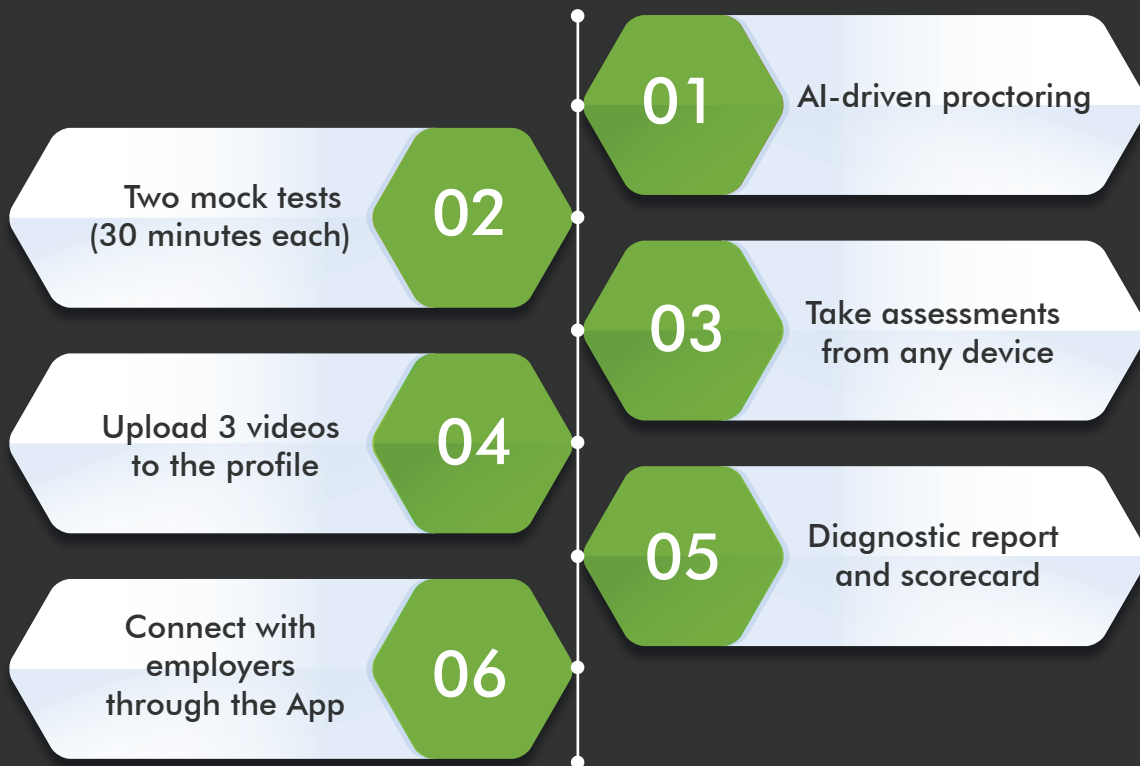 01
AI-driven proctoring
02
Two mock tests
(30 minutes each)
03
Take assessments
from any device
04
Upload 3 videos
to the profile
05
Diagnostic report
and scorecard
06
Connect with
employers
through the App